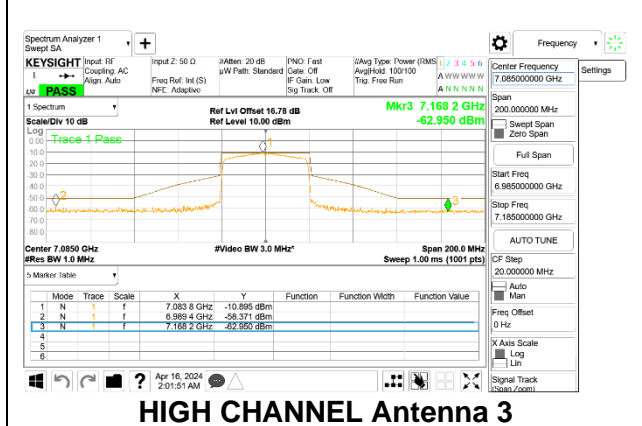 Spectrum Analyzer 1
Swept SA
Frequency
KEYSIGHT
Input: RF
Coupling: AC
Align: Auto
Input Z: 50 Ω
Freq Ref: Int (S)
NFE: Adaptive
#Atten: 20 dB
µW Path: Standard
PNO: Fast
Gate: Off
IF Gain: Low
Sig Track: Off
#Avg Type: Power (RMS)
Avg|Hold: 100/100
Trig: Free Run
1 2 3 4 5 6
A W W W W W
A N N N N N
L
PASS
Center Frequency
7.085000000 GHz
Settings
1 Spectrum
Scale/Div 10 dB
Ref Lvl Offset 16.78 dB
Ref Level 10.00 dBm
Mkr3 7.168 2 GHz
-62.950 dBm
Span
200.000000 MHz
Swept Span
Zero Span
Log
Trace 1 Pass
0.00
10.0
20.0
30.0
40.0
50.0
60.0
70.0
80.0
1
2
3
Full Span
Start Freq
6.985000000 GHz
Stop Freq
7.185000000 GHz
AUTO TUNE
Center 7.0850 GHz
#Video BW 3.0 MHz*
Span 200.0 MHz
#Res BW 1.0 MHz
Sweep 1.00 ms (1001 pts)
CF Step
20.000000 MHz
Auto
Man
5 Marker Table
Mode Trace Scale X Y Function Function Width Function Value
1 N 1 f 7.083 8 GHz -10.895 dBm
2 N 1 f 6.989 4 GHz -58.371 dBm
3 N 1 f 7.168 2 GHz -62.950 dBm
4
5
6
Freq Offset
0 Hz
X Axis Scale
Log
Lin
Signal Track
(Span Zoom)
Apr 16, 2024
2:01:51 AM
HIGH CHANNEL Antenna 3